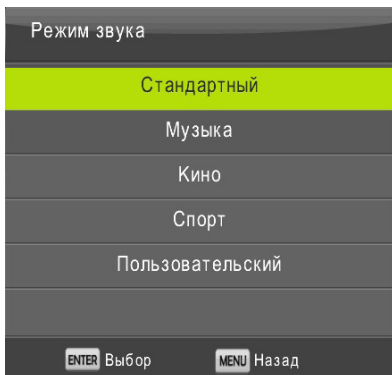 Режим звука
Стандартный
Музыка
Кино
Спорт
Пользовательский
ENTER Выбор MENU Назад